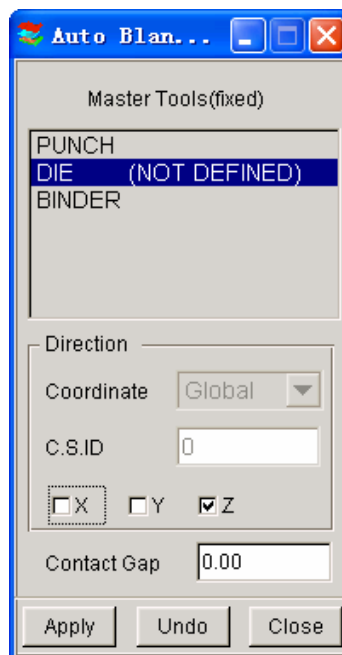 Auto Blan...
Master Tools(fixed)
PUNCH
DIE (NOT DEFINED)
BINDER
Direction
Coordinate Global
C.S.ID 0
X Y Z
Contact Gap 0.00
Apply Undo Close